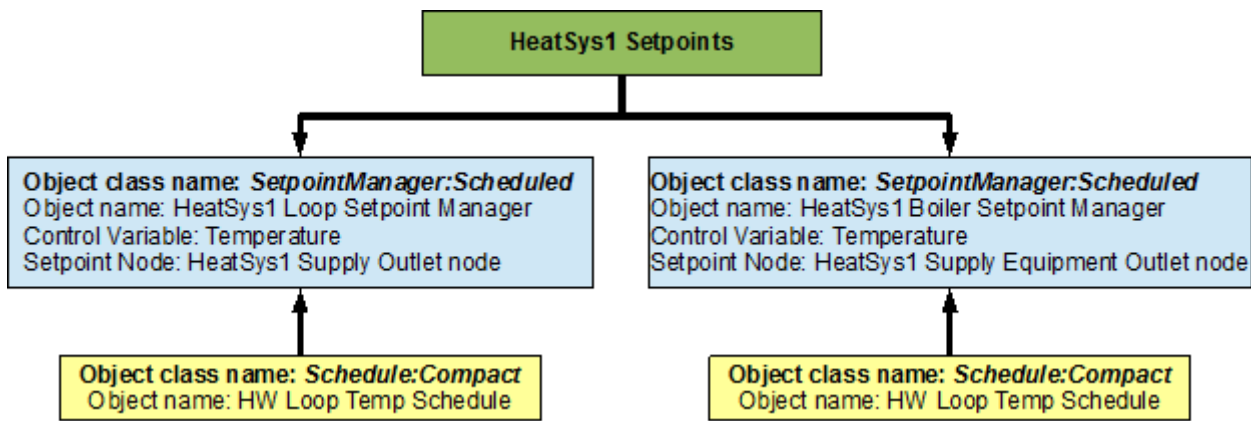 HeatSys1 Setpoints
Object class name: SetpointManager:Scheduled
Object name: HeatSys1 Loop Setpoint Manager
Control Variable: Temperature
Setpoint Node: HeatSys1 Supply Outlet node
Object class name: SetpointManager:Scheduled
Object name: HeatSys1 Boiler Setpoint Manager
Control Variable: Temperature
Setpoint Node: HeatSys1 Supply Equipment Outlet node
Object class name: Schedule:Compact
Object name: HW Loop Temp Schedule
Object class name: Schedule:Compact
Object name: HW Loop Temp Schedule